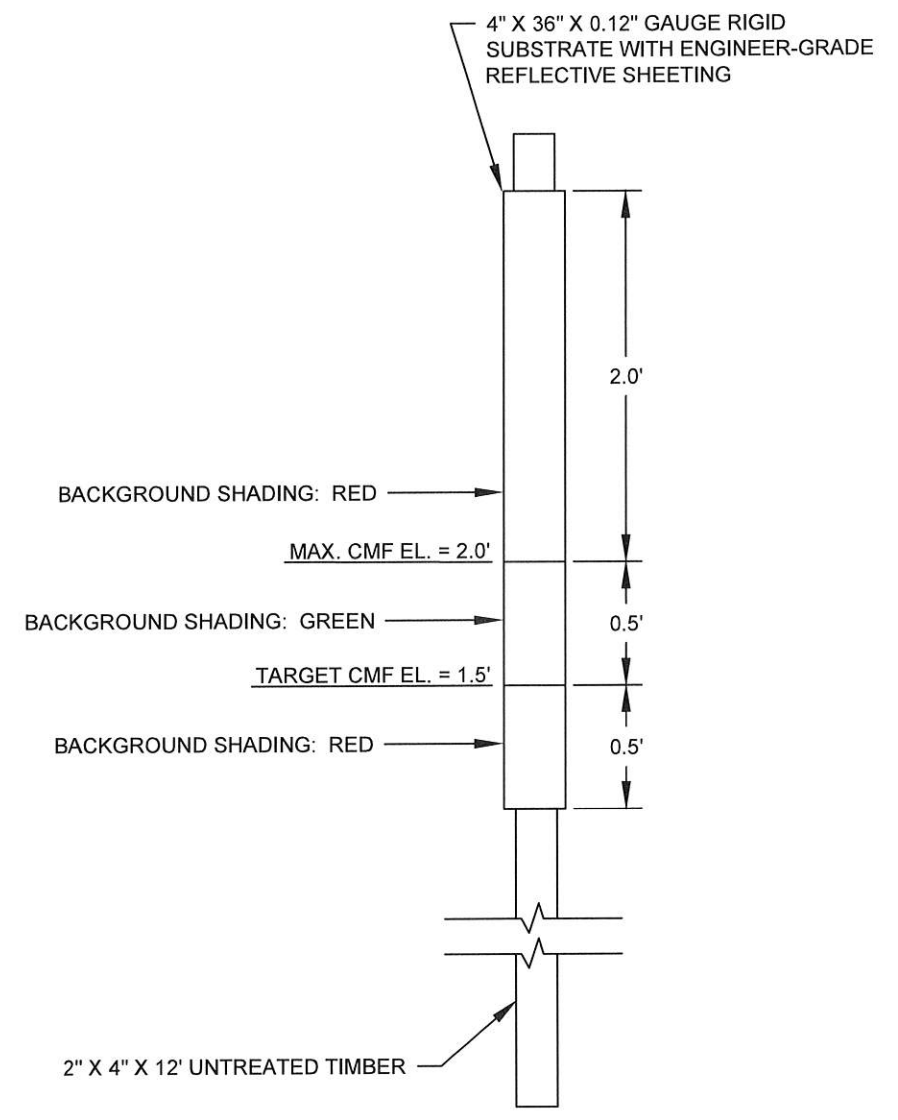 4" X 36" X 0.12" GAUGE RIGID
SUBSTRATE WITH ENGINEER-GRADE
REFLECTIVE SHEETING
2.0'
BACKGROUND SHADING: RED
MAX. CMF EL. = 2.0'
BACKGROUND SHADING: GREEN
0.5'
TARGET CMF EL. = 1.5'
BACKGROUND SHADING: RED
0.5'
2" X 4" X 12' UNTREATED TIMBER